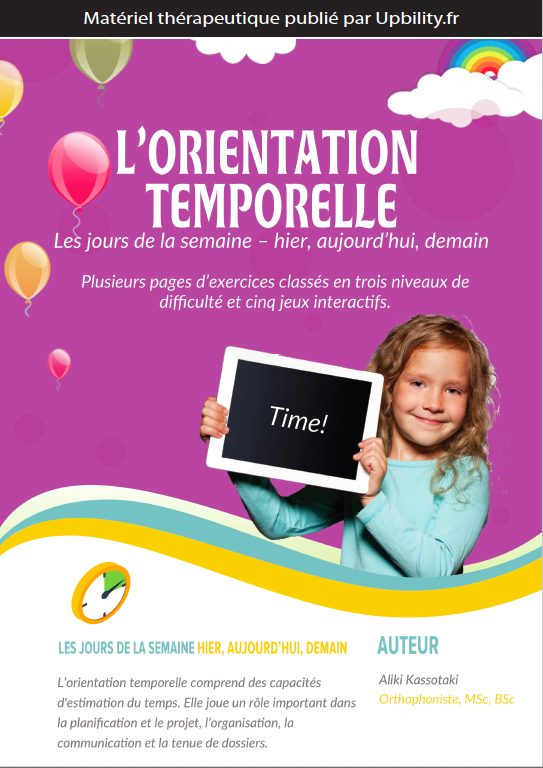 Matériel thérapeutique publié par Upbility.fr
L'ORIENTATION
TEMPORELLE
Les jours de la semaine – hier, aujourd'hui, demain
Plusieurs pages d'exercices classés en trois niveaux de
difficulté et cinq jeux interactifs.
Time!
LES JOURS DE LA SEMAINE HIER, AUJOURD'HUI, DEMAIN
L'orientation temporelle comprend des capacités
d'estimation du temps. Elle joue un rôle important dans
la planification et le projet, l'organisation, la
communication et la tenue de dossiers.
AUTEUR
Aliki Kassotaki
Orthophoniste, MSc, BSc